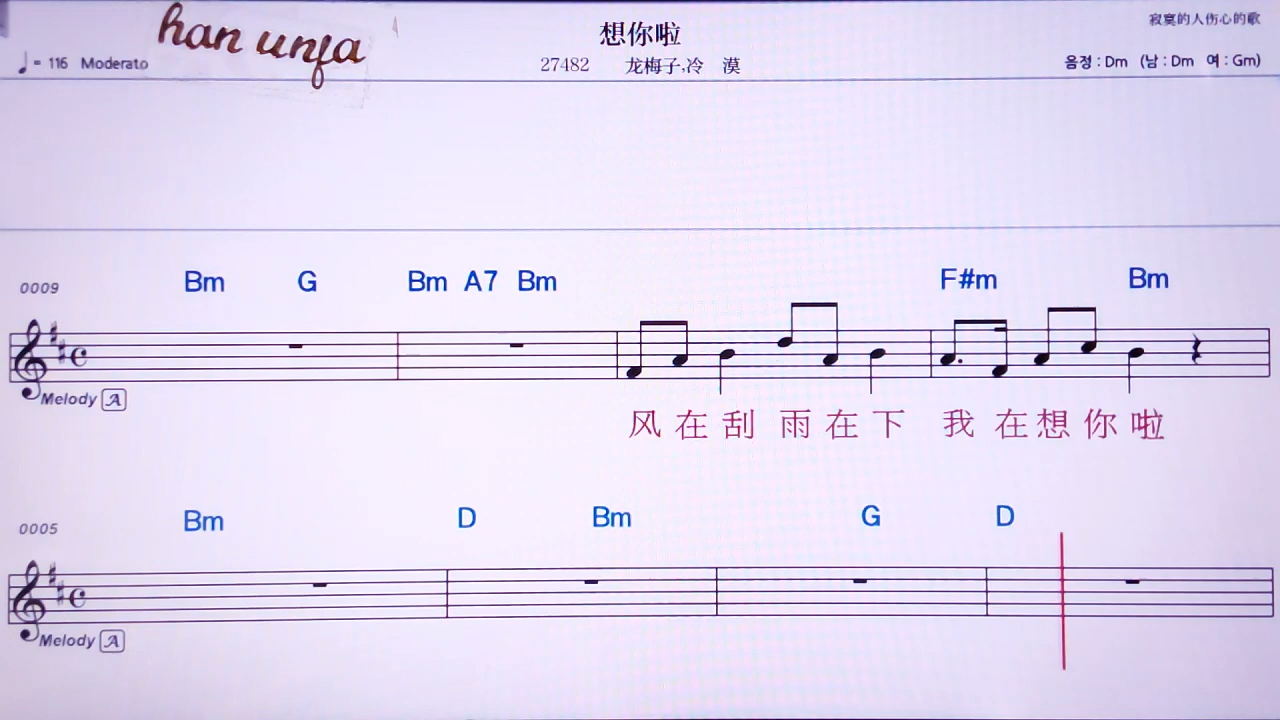 han unfa
想你啦
寂寞的人伤心的歌
= 116 Moderato
27482 龙梅子,冷 漠
음정 : Dm (남 : Dm 여 : Gm)
0009 Bm G Bm A7 Bm F#m Bm
Melody A
风在刮 雨在下 我在想你啦
0005 Bm D Bm G D
Melody A